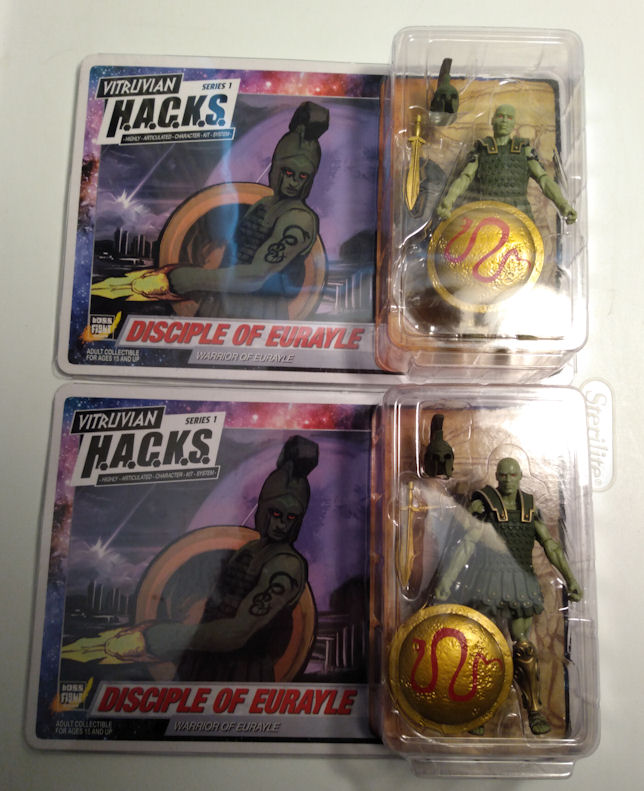 VITRUVIAN
SERIES 1
H.A.C.K.S.
- HIGHLY - ARTICULATED - CHARACTER - KIT - SYSTEM -
BOSS
FIGHT
DISCIPLE OF EURAYLE
ADULT COLLECTIBLE
FOR AGES 15 AND UP
WARRIOR OF EURAYLE
VITRUVIAN
SERIES 1
H.A.C.K.S.
- HIGHLY - ARTICULATED - CHARACTER - KIT - SYSTEM -
BOSS
FIGHT
DISCIPLE OF EURAYLE
ADULT COLLECTIBLE
FOR AGES 15 AND UP
WARRIOR OF EURAYLE
Sterilite®